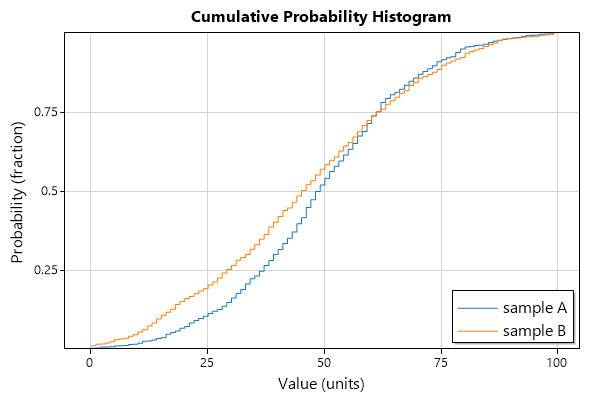 Cumulative Probability Histogram
Probability (fraction)
0.75
0.5
0.25
0 25 50 75 100
Value (units)
sample A
sample B